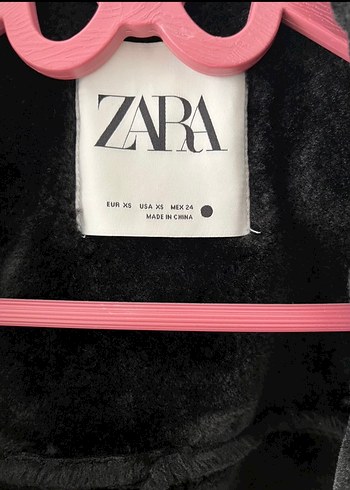 ZARA
EUR XS USA XS MEX 24
MADE IN CHINA